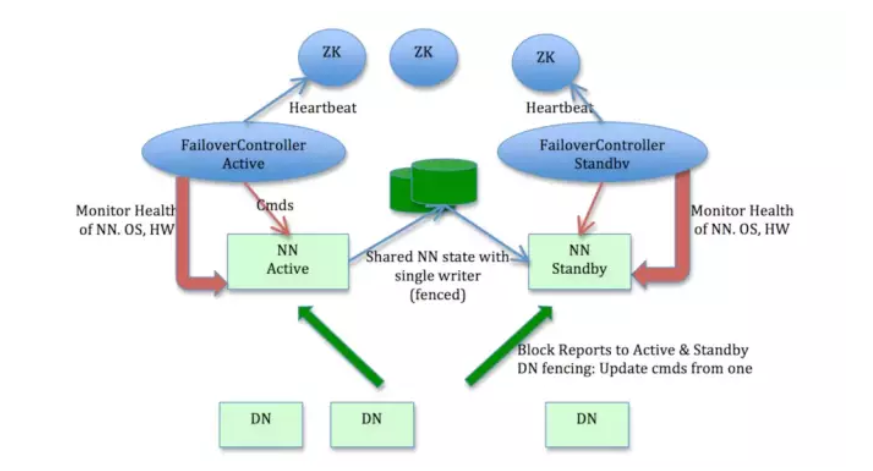 ZK
ZK
ZK
Heartbeat
Heartbeat
FailoverController
Active
FailoverController
Standby
Cmds
Monitor Health
of NN. OS, HW
Monitor Health
of NN. OS, HW
NN
Active
Shared NN state with
single writer
(fenced)
NN
Standby
Block Reports to Active & Standby
DN fencing: Update cmds from one
DN
DN
DN